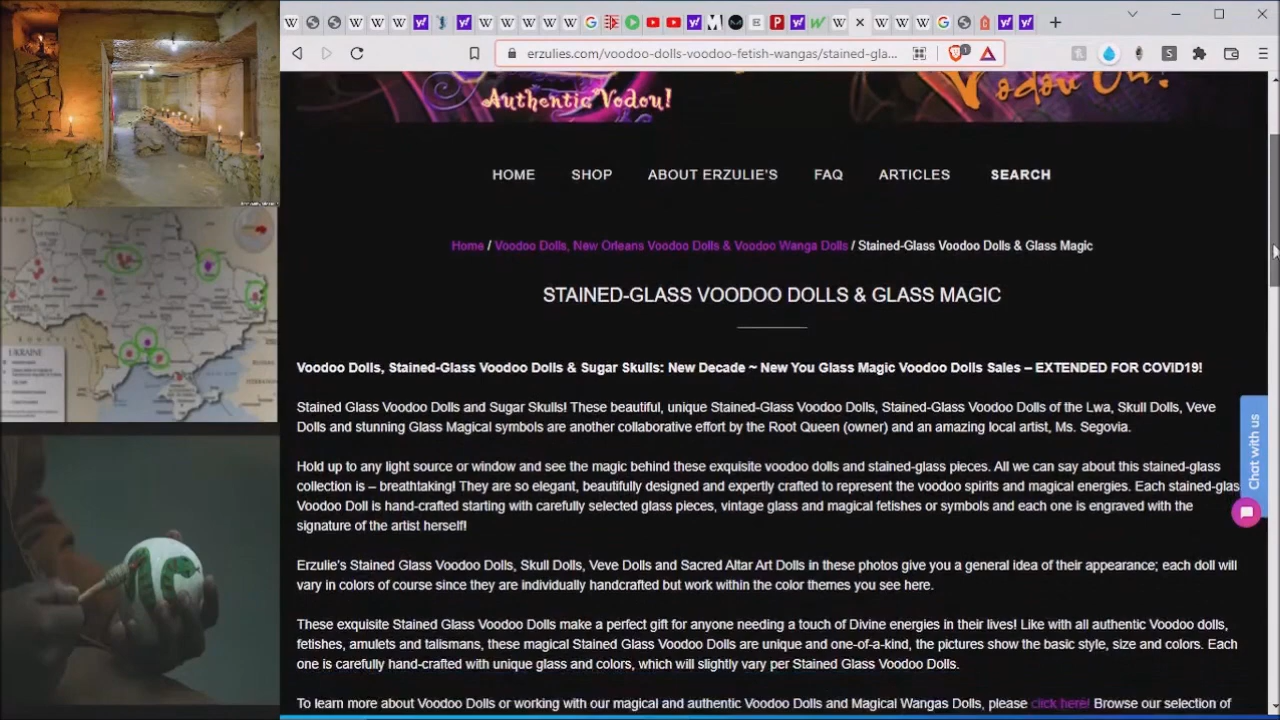 UKRAINE
erzulies.com/voodoo-dolls-voodoo-fetish-wangas/stained-gla...
Authentic Vodou!
Vodou On!
HOME SHOP ABOUT ERZULIE'S FAQ ARTICLES SEARCH
Home / Voodoo Dolls, New Orleans Voodoo Dolls & Voodoo Wanga Dolls / Stained-Glass Voodoo Dolls & Glass Magic
STAINED-GLASS VOODOO DOLLS & GLASS MAGIC
Voodoo Dolls, Stained-Glass Voodoo Dolls & Sugar Skulls: New Decade ~ New You Glass Magic Voodoo Dolls Sales – EXTENDED FOR COVID19!
Stained Glass Voodoo Dolls and Sugar Skulls! These beautiful, unique Stained-Glass Voodoo Dolls, Stained-Glass Voodoo Dolls of the Lwa, Skull Dolls, Veve
Dolls and stunning Glass Magical symbols are another collaborative effort by the Root Queen (owner) and an amazing local artist, Ms. Segovia.
Hold up to any light source or window and see the magic behind these exquisite voodoo dolls and stained-glass pieces. All we can say about this stained-glass
collection is – breathtaking! They are so elegant, beautifully designed and expertly crafted to represent the voodoo spirits and magical energies. Each stained-glas
Voodoo Doll is hand-crafted starting with carefully selected glass pieces, vintage glass and magical fetishes or symbols and each one is engraved with the
signature of the artist herself!
Erzulie's Stained Glass Voodoo Dolls, Skull Dolls, Veve Dolls and Sacred Altar Art Dolls in these photos give you a general idea of their appearance; each doll will
vary in colors of course since they are individually handcrafted but work within the color themes you see here.
These exquisite Stained Glass Voodoo Dolls make a perfect gift for anyone needing a touch of Divine energies in their lives! Like with all authentic Voodoo dolls,
fetishes, amulets and talismans, these magical Stained Glass Voodoo Dolls are unique and one-of-a-kind, the pictures show the basic style, size and colors. Each
one is carefully hand-crafted with unique glass and colors, which will slightly vary per Stained Glass Voodoo Dolls.
To learn more about Voodoo Dolls or working with our magical and authentic Voodoo Dolls and Magical Wangas Dolls, please click here! Browse our selection of
Chat with us